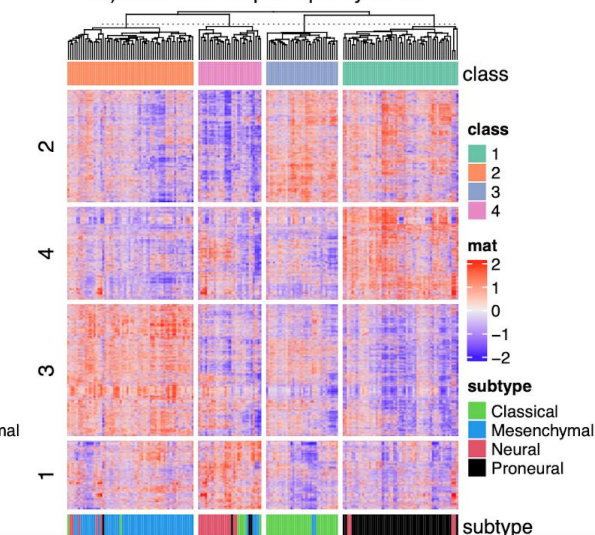 class
2
4
3
1
class
1
2
3
4
mat
2
1
0
−1
−2
subtype
Classical
Mesenchymal
Neural
Proneural
nal
subtype